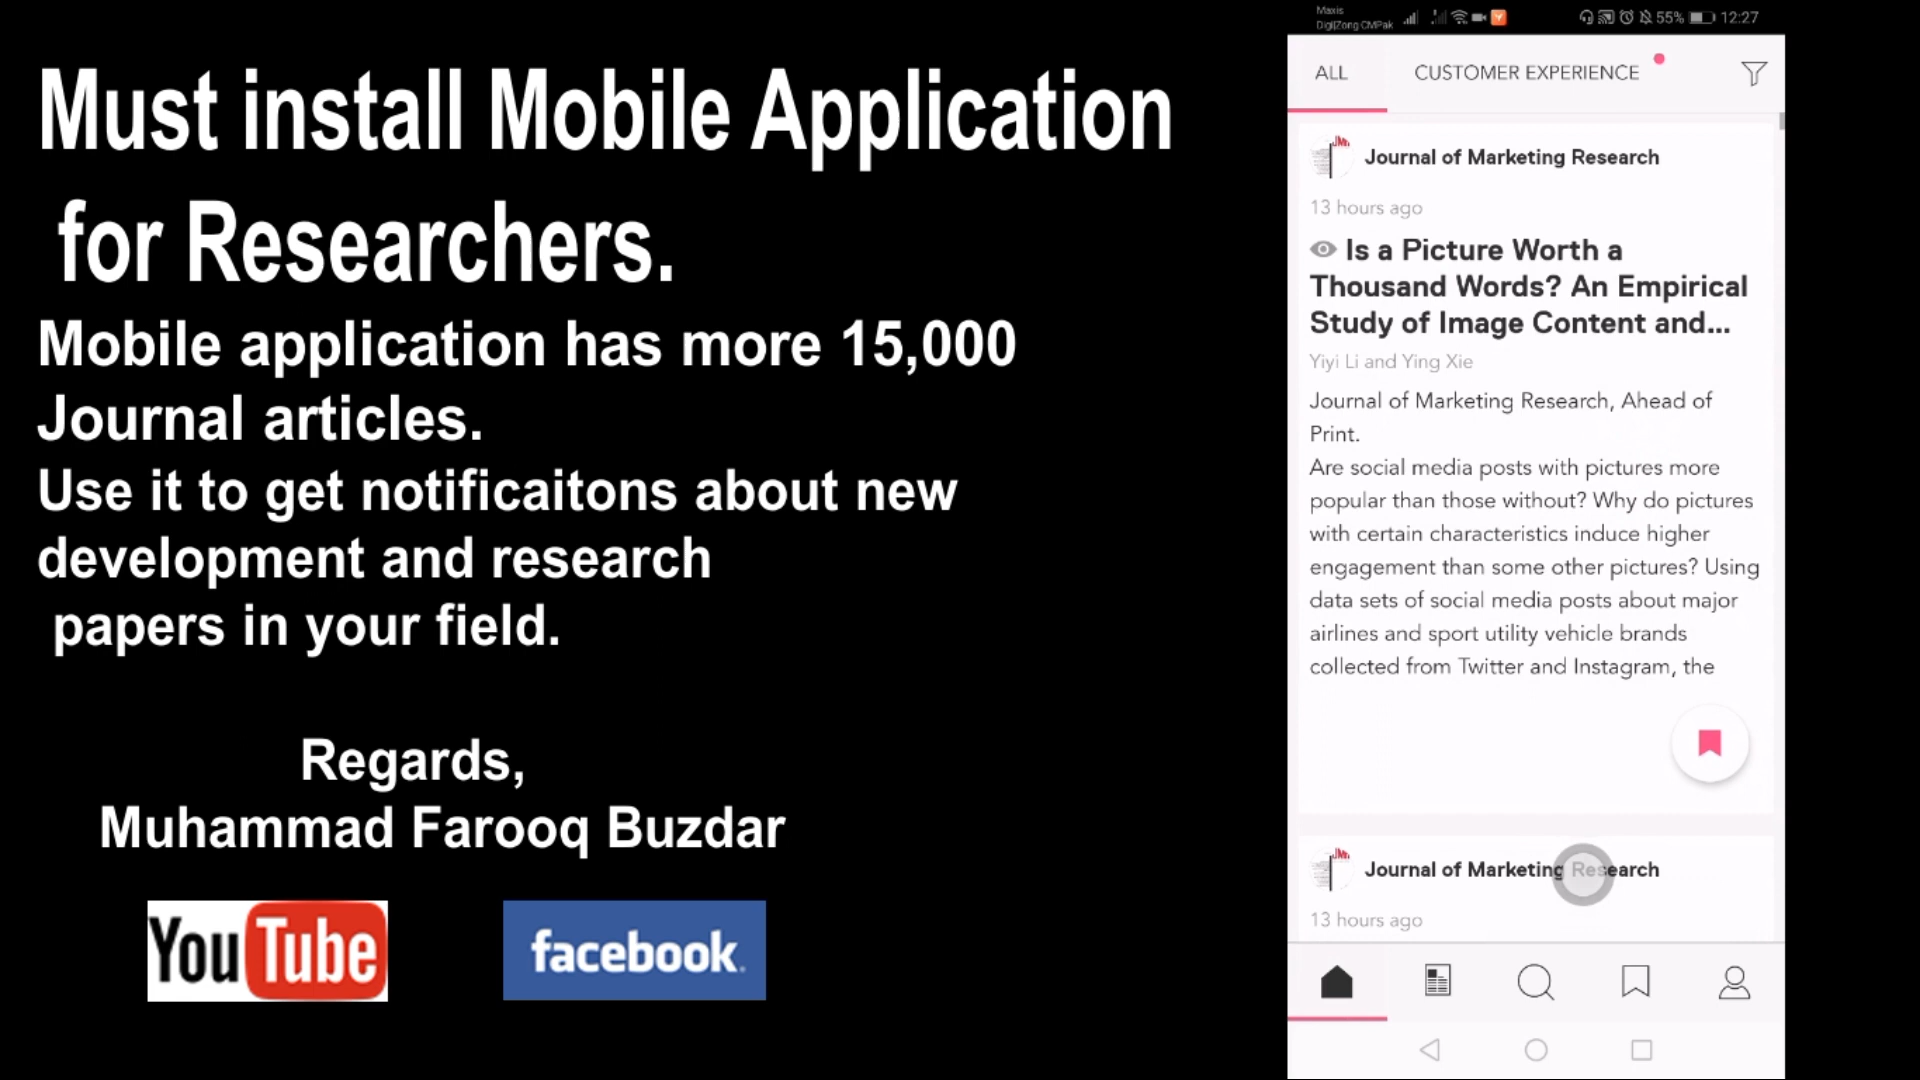 Must install Mobile Application
for Researchers.
Mobile application has more 15,000
Journal articles.
Use it to get notificaitons about new
development and research
papers in your field.
Regards,
Muhammad Farooq Buzdar
YouTube
facebook.
Maxis
Digi|Zong CMPak
55% 12:27
ALL CUSTOMER EXPERIENCE
Journal of Marketing Research
13 hours ago
Is a Picture Worth a
Thousand Words? An Empirical
Study of Image Content and...
Yiyi Li and Ying Xie
Journal of Marketing Research, Ahead of
Print.
Are social media posts with pictures more
popular than those without? Why do pictures
with certain characteristics induce higher
engagement than some other pictures? Using
data sets of social media posts about major
airlines and sport utility vehicle brands
collected from Twitter and Instagram, the
Journal of Marketing Research
13 hours ago